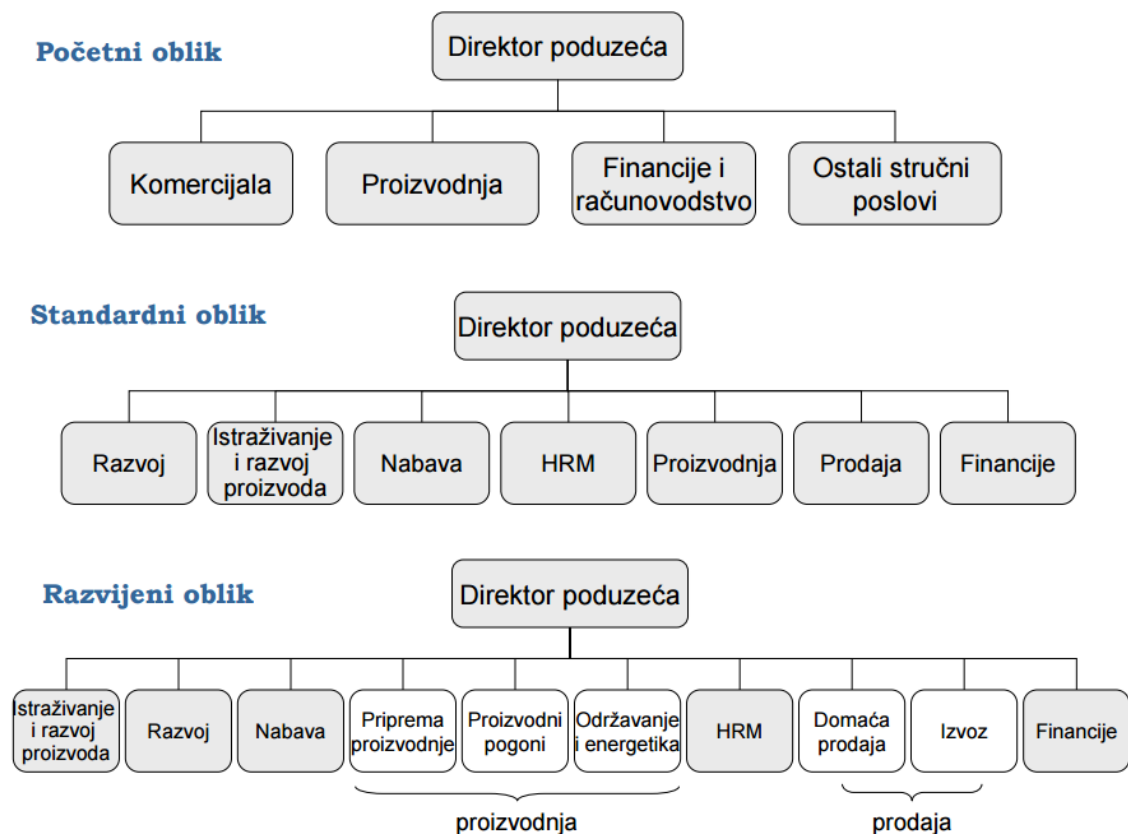 Početni oblik
Direktor poduzeća
Komercijala
Proizvodnja
Financije i
računovodstvo
Ostali stručni
poslovi
Standardni oblik
Direktor poduzeća
Razvoj
Istraživanje
i razvoj
proizvoda
Nabava
HRM
Proizvodnja
Prodaja
Financije
Razvijeni oblik
Direktor poduzeća
Istraživanje
i razvoj
proizvoda
Razvoj
Nabava
Priprema
proizvodnje
Proizvodni
pogoni
Održavanje
i energetika
HRM
Domaća
prodaja
Izvoz
Financije
proizvodnja
prodaja